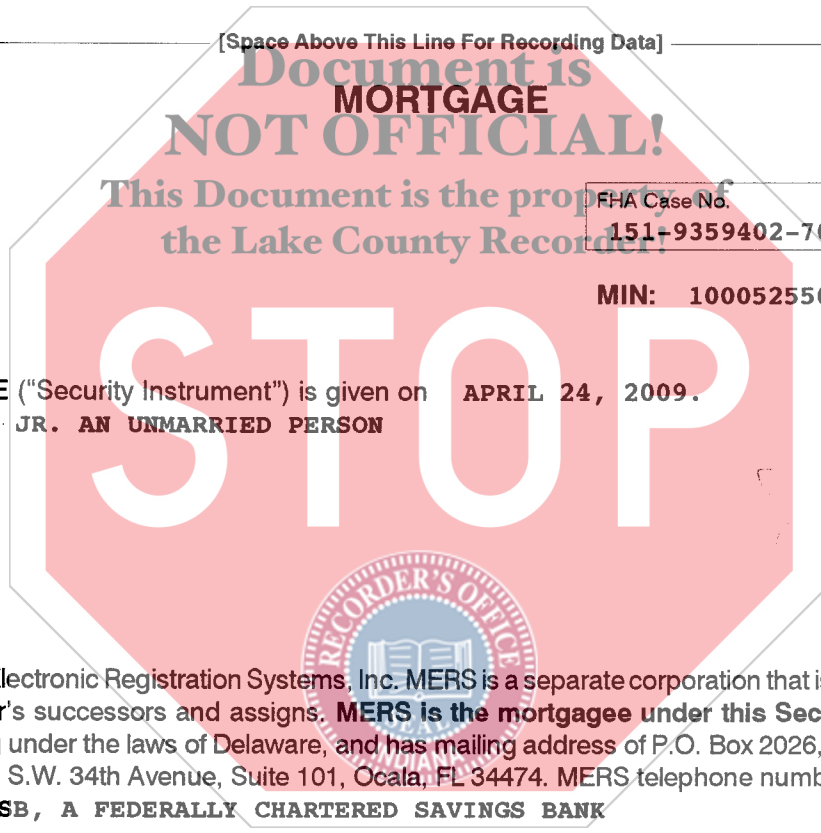 [Space Above This Line For Recording Data]
Document is
MORTGAGE
NOT OFFICIAL!
This Document is the property of
FHA Case No.
the Lake County Recorder!
151-9359402-70
MIN: 100052550
STOP
E ("Security Instrument") is given on APRIL 24, 2009.
JR. AN UNMARRIED PERSON
RECORDER'S OFFICE
lectronic Registration Systems, Inc. MERS is a separate corporation that is
r's successors and assigns. MERS is the mortgagee under this Sec
g under the laws of Delaware, and has mailing address of P.O. Box 2026,
S.W. 34th Avenue, Suite 101, Ocala, FL 34474. MERS telephone numb
INDIANA
SB, A FEDERALLY CHARTERED SAVINGS BANK